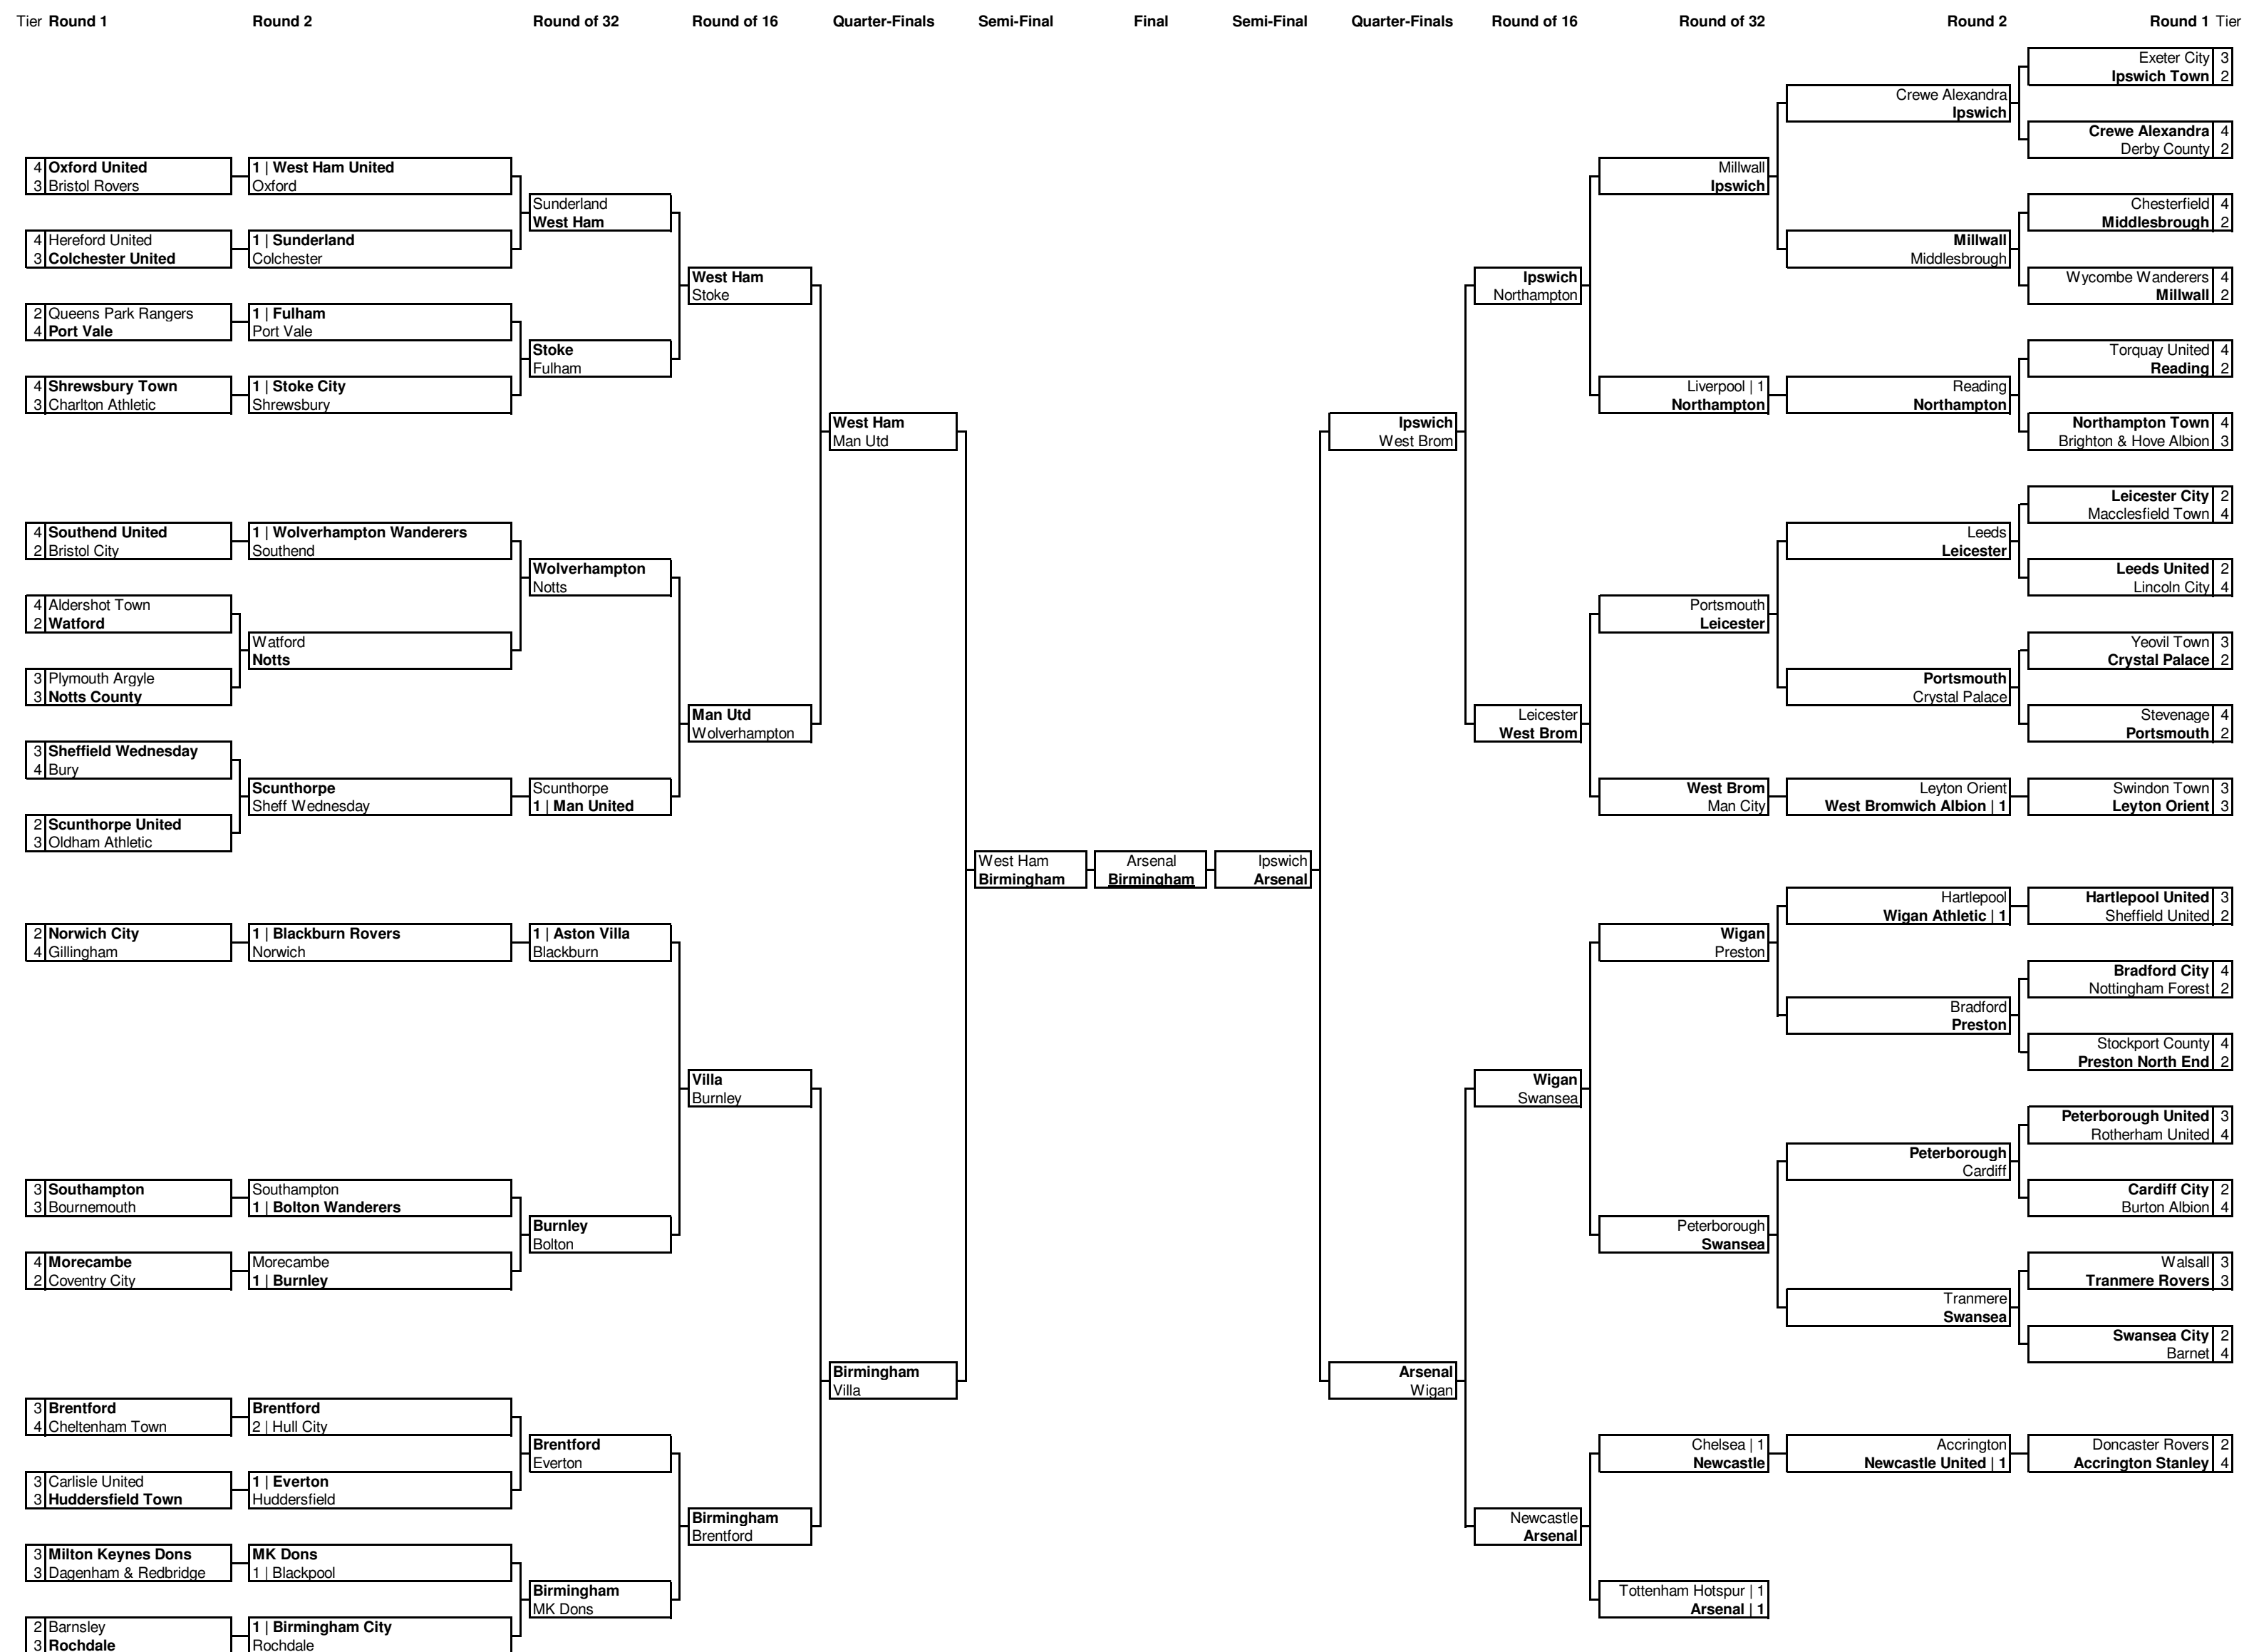 Tier Round 1 Round 2 Round of 32 Round of 16 Quarter-Finals Semi-Final Final Semi-Final Quarter-Finals Round of 16 Round of 32 Round 2 Round 1 Tier
4 Oxford United
3 Bristol Rovers
4 Hereford United
3 Colchester United
2 Queens Park Rangers
4 Port Vale
4 Shrewsbury Town
3 Charlton Athletic
4 Southend United
2 Bristol City
4 Aldershot Town
2 Watford
3 Plymouth Argyle
3 Notts County
3 Sheffield Wednesday
4 Bury
2 Scunthorpe United
3 Oldham Athletic
2 Norwich City
4 Gillingham
3 Southampton
3 Bournemouth
4 Morecambe
2 Coventry City
3 Brentford
4 Cheltenham Town
3 Carlisle United
3 Huddersfield Town
3 Milton Keynes Dons
3 Dagenham & Redbridge
2 Barnsley
3 Rochdale
1 | West Ham United
Oxford
1 | Sunderland
Colchester
1 | Fulham
Port Vale
1 | Stoke City
Shrewsbury
1 | Wolverhampton Wanderers
Southend
Watford
Notts
Scunthorpe
Sheff Wednesday
1 | Blackburn Rovers
Norwich
Southampton
1 | Bolton Wanderers
Morecambe
1 | Burnley
Brentford
2 | Hull City
1 | Everton
Huddersfield
MK Dons
1 | Blackpool
1 | Birmingham City
Rochdale
Sunderland
West Ham
Stoke
Fulham
Wolverhampton
Notts
Scunthorpe
1 | Man United
1 | Aston Villa
Blackburn
Burnley
Bolton
Brentford
Everton
Birmingham
MK Dons
West Ham
Stoke
Man Utd
Wolverhampton
Villa
Burnley
Birmingham
Brentford
West Ham
Man Utd
Birmingham
Villa
West Ham
Birmingham
Arsenal
Birmingham
Ipswich
Arsenal
Ipswich
West Brom
Arsenal
Wigan
Ipswich
Northampton
Leicester
West Brom
Wigan
Swansea
Newcastle
Arsenal
Millwall
Ipswich
Liverpool | 1
Northampton
Portsmouth
Leicester
West Brom
Man City
Wigan
Preston
Peterborough
Swansea
Chelsea | 1
Newcastle
Tottenham Hotspur | 1
Arsenal | 1
Crewe Alexandra
Ipswich
Millwall
Middlesbrough
Reading
Northampton
Leeds
Leicester
Portsmouth
Crystal Palace
Leyton Orient
West Bromwich Albion | 1
Hartlepool
Wigan Athletic | 1
Bradford
Preston
Peterborough
Cardiff
Tranmere
Swansea
Accrington
Newcastle United | 1
Exeter City 3
Ipswich Town 2
Crewe Alexandra 4
Derby County 2
Chesterfield 4
Middlesbrough 2
Wycombe Wanderers 4
Millwall 2
Torquay United 4
Reading 2
Northampton Town 4
Brighton & Hove Albion 3
Leicester City 2
Macclesfield Town 4
Leeds United 2
Lincoln City 4
Yeovil Town 3
Crystal Palace 2
Stevenage 4
Portsmouth 2
Swindon Town 3
Leyton Orient 3
Hartlepool United 3
Sheffield United 2
Bradford City 4
Nottingham Forest 2
Stockport County 4
Preston North End 2
Peterborough United 3
Rotherham United 4
Cardiff City 2
Burton Albion 4
Walsall 3
Tranmere Rovers 3
Swansea City 2
Barnet 4
Doncaster Rovers 2
Accrington Stanley 4